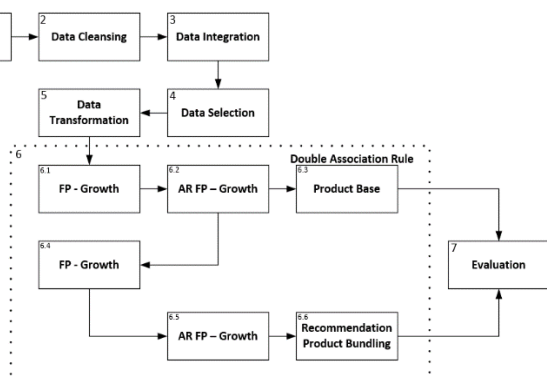 2
Data Cleansing
3
Data Integration
5
Data
Transformation
4
Data Selection
6
Double Association Rule
6.1
FP - Growth
6.2
AR FP – Growth
6.3
Product Base
6.4
FP - Growth
7
Evaluation
6.5
AR FP – Growth
6.6
Recommendation
Product Bundling